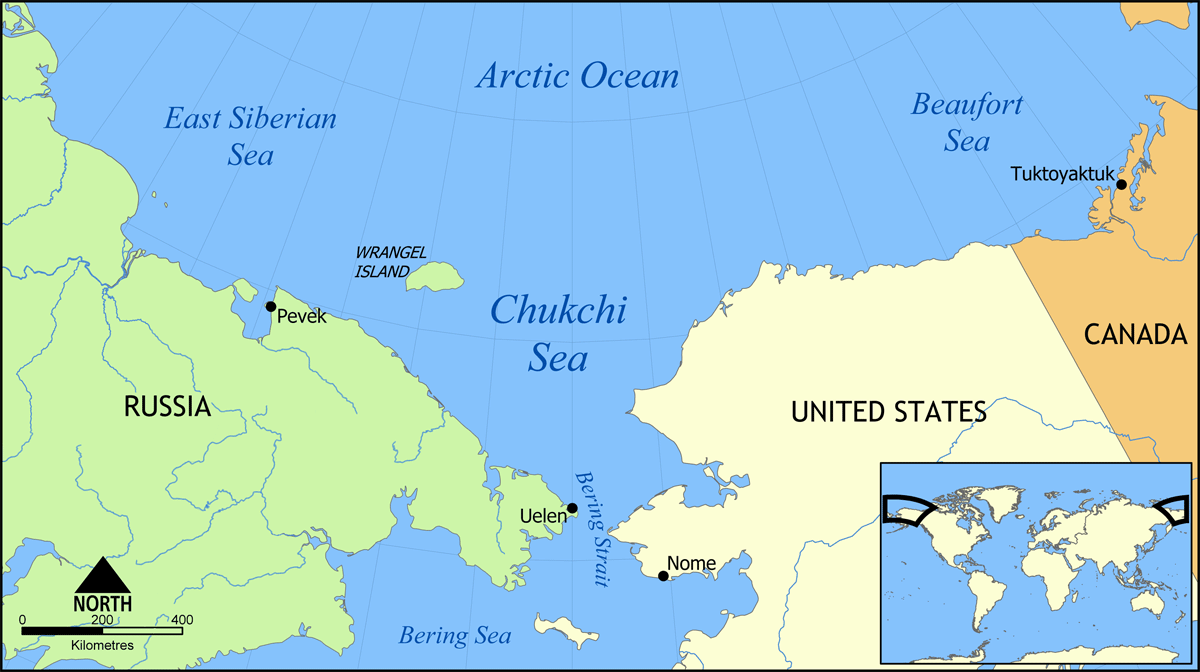 Arctic Ocean
East Siberian
Sea
Beaufort
Sea
Tuktoyaktuk
WRANGEL
ISLAND
Chukchi
Sea
Pevek
CANADA
RUSSIA
UNITED STATES
Bering Strait
Uelen
Nome
NORTH
0 200 400
Kilometres
Bering Sea